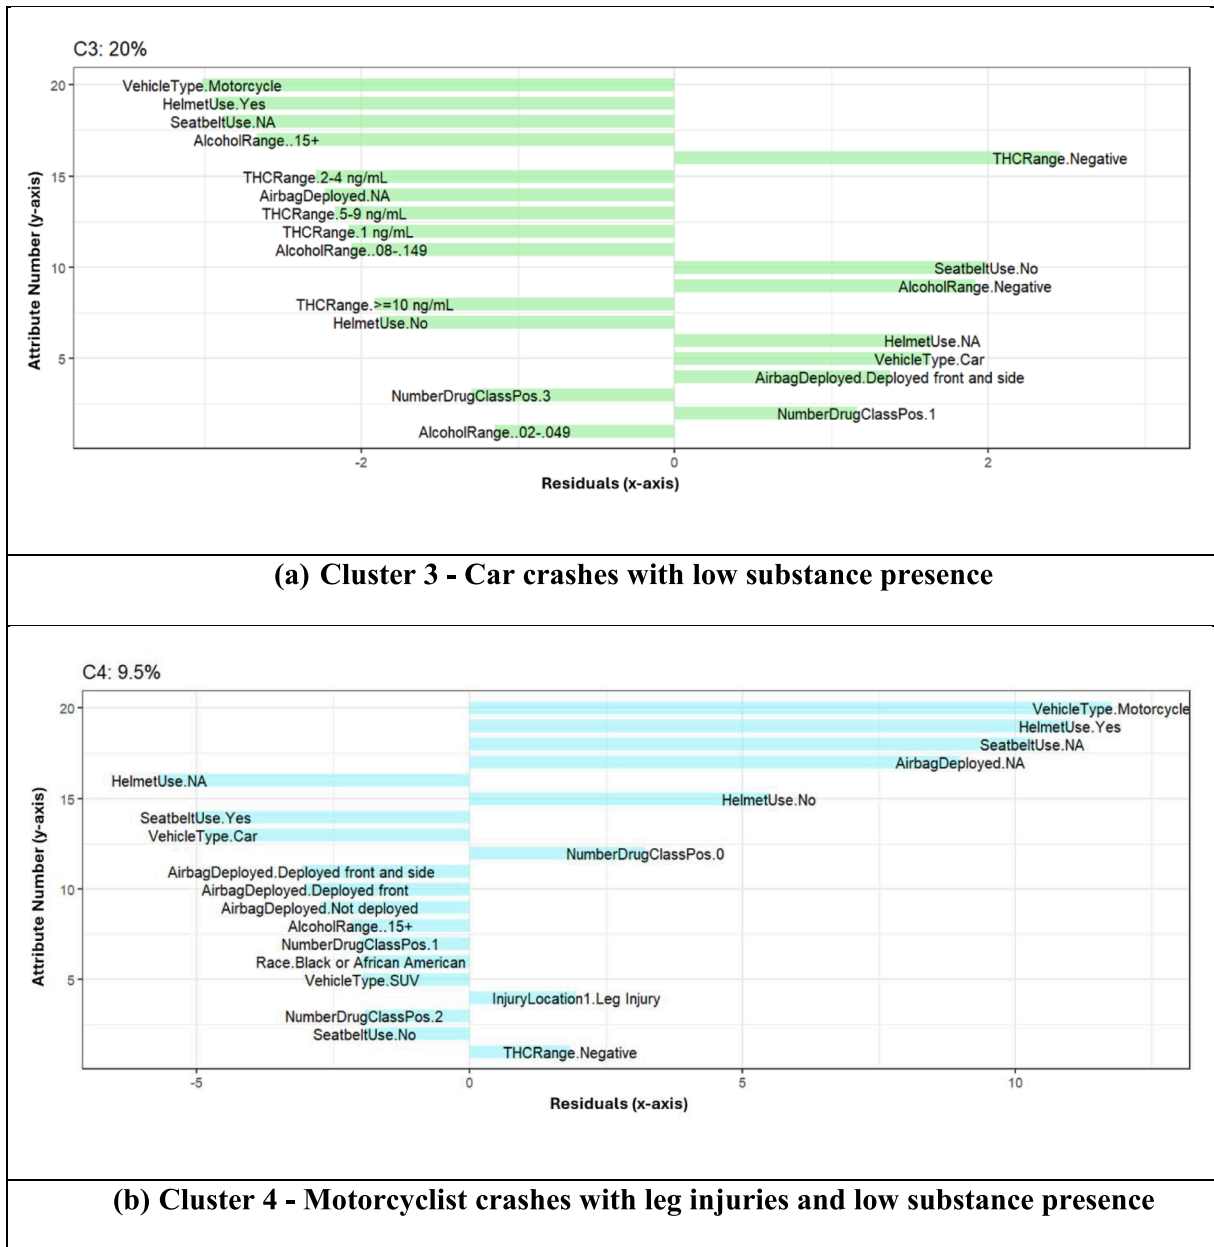 C3: 20%
Attribute Number (y-axis)
20
15
10
5
VehicleType.Motorcycle
HelmetUse.Yes
SeatbeltUse.NA
AlcoholRange..15+
THCRange.Negative
THCRange.2-4 ng/mL
AirbagDeployed.NA
THCRange.5-9 ng/mL
THCRange.1 ng/mL
AlcoholRange..08-.149
SeatbeltUse.No
AlcoholRange.Negative
THCRange.>=10 ng/mL
HelmetUse.No
HelmetUse.NA
VehicleType.Car
AirbagDeployed.Deployed front and side
NumberDrugClassPos.3
NumberDrugClassPos.1
AlcoholRange..02-.049
-2 0 2
Residuals (x-axis)
(a) Cluster 3 - Car crashes with low substance presence
C4: 9.5%
Attribute Number (y-axis)
20
15
10
5
VehicleType.Motorcycle
HelmetUse.Yes
SeatbeltUse.NA
AirbagDeployed.NA
HelmetUse.NA
HelmetUse.No
SeatbeltUse.Yes
VehicleType.Car
NumberDrugClassPos.0
AirbagDeployed.Deployed front and side
AirbagDeployed.Deployed front
AirbagDeployed.Not deployed
AlcoholRange..15+
NumberDrugClassPos.1
Race.Black or African American
VehicleType.SUV
InjuryLocation1.Leg Injury
NumberDrugClassPos.2
SeatbeltUse.No
THCRange.Negative
-5 0 5 10
Residuals (x-axis)
(b) Cluster 4 - Motorcyclist crashes with leg injuries and low substance presence